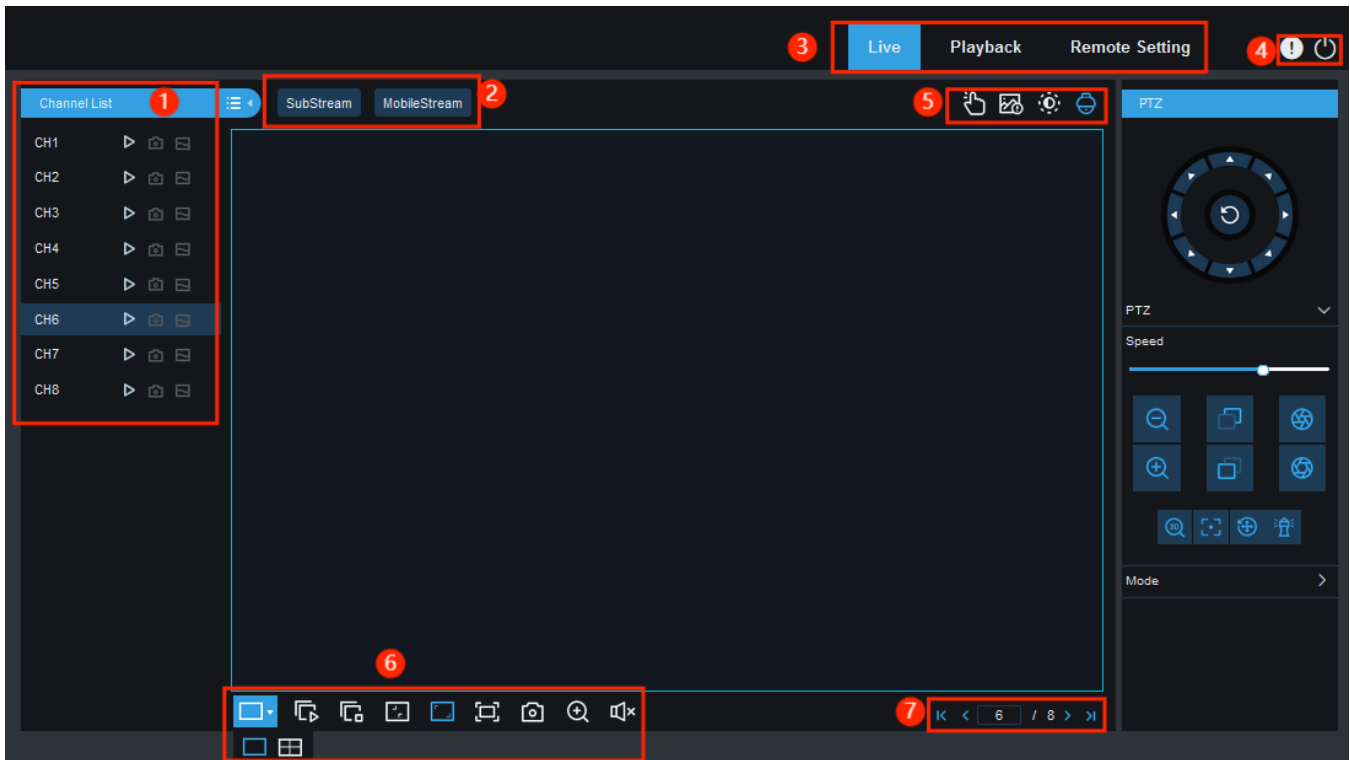 3 Live Playback Remote Setting 4 !
Channel List 1 SubStream MobileStream 2 5 PTZ
CH1
CH2
CH3
CH4
CH5
CH6
CH7
CH8
PTZ
Speed
3D
Mode
6
7 6 / 8